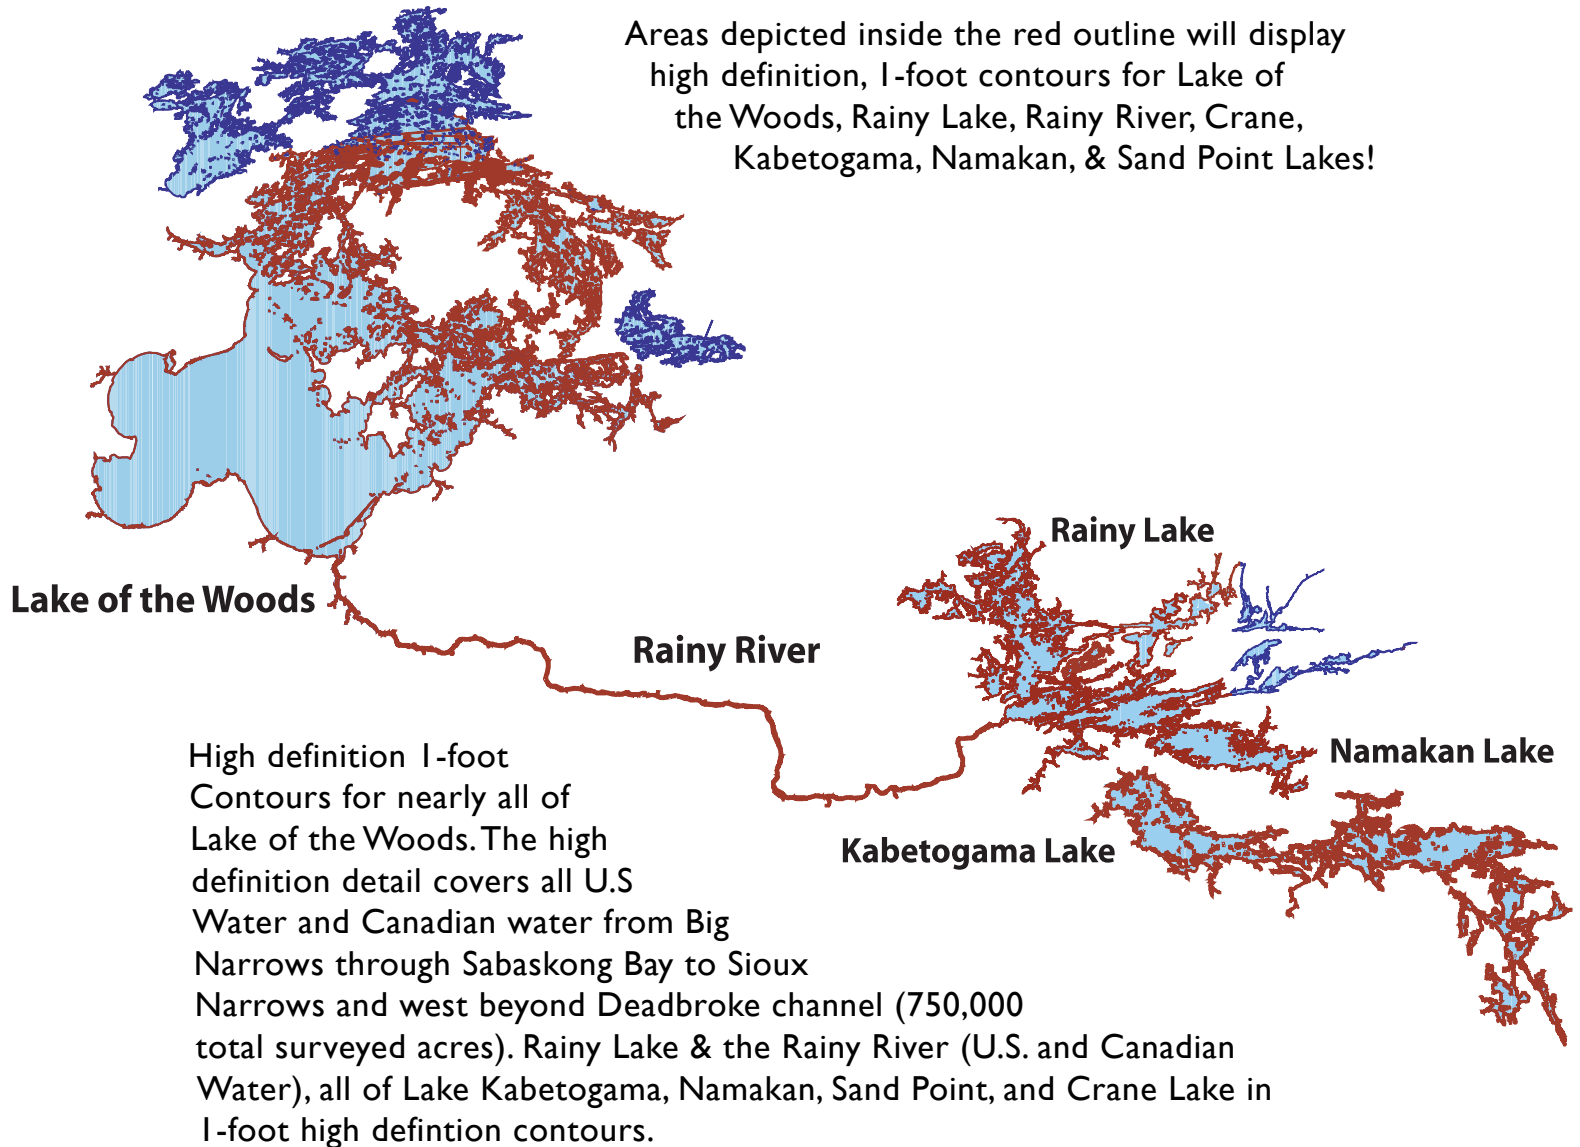 Areas depicted inside the red outline will display
high definition, 1-foot contours for Lake of
the Woods, Rainy Lake, Rainy River, Crane,
Kabetogama, Namakan, & Sand Point Lakes!
Rainy Lake
Lake of the Woods
Rainy River
Namakan Lake
Kabetogama Lake
High definition 1-foot
Contours for nearly all of
Lake of the Woods. The high
definition detail covers all U.S
Water and Canadian water from Big
Narrows through Sabaskong Bay to Sioux
Narrows and west beyond Deadbroke channel (750,000
total surveyed acres). Rainy Lake & the Rainy River (U.S. and Canadian
Water), all of Lake Kabetogama, Namakan, Sand Point, and Crane Lake in
1-foot high defintion contours.